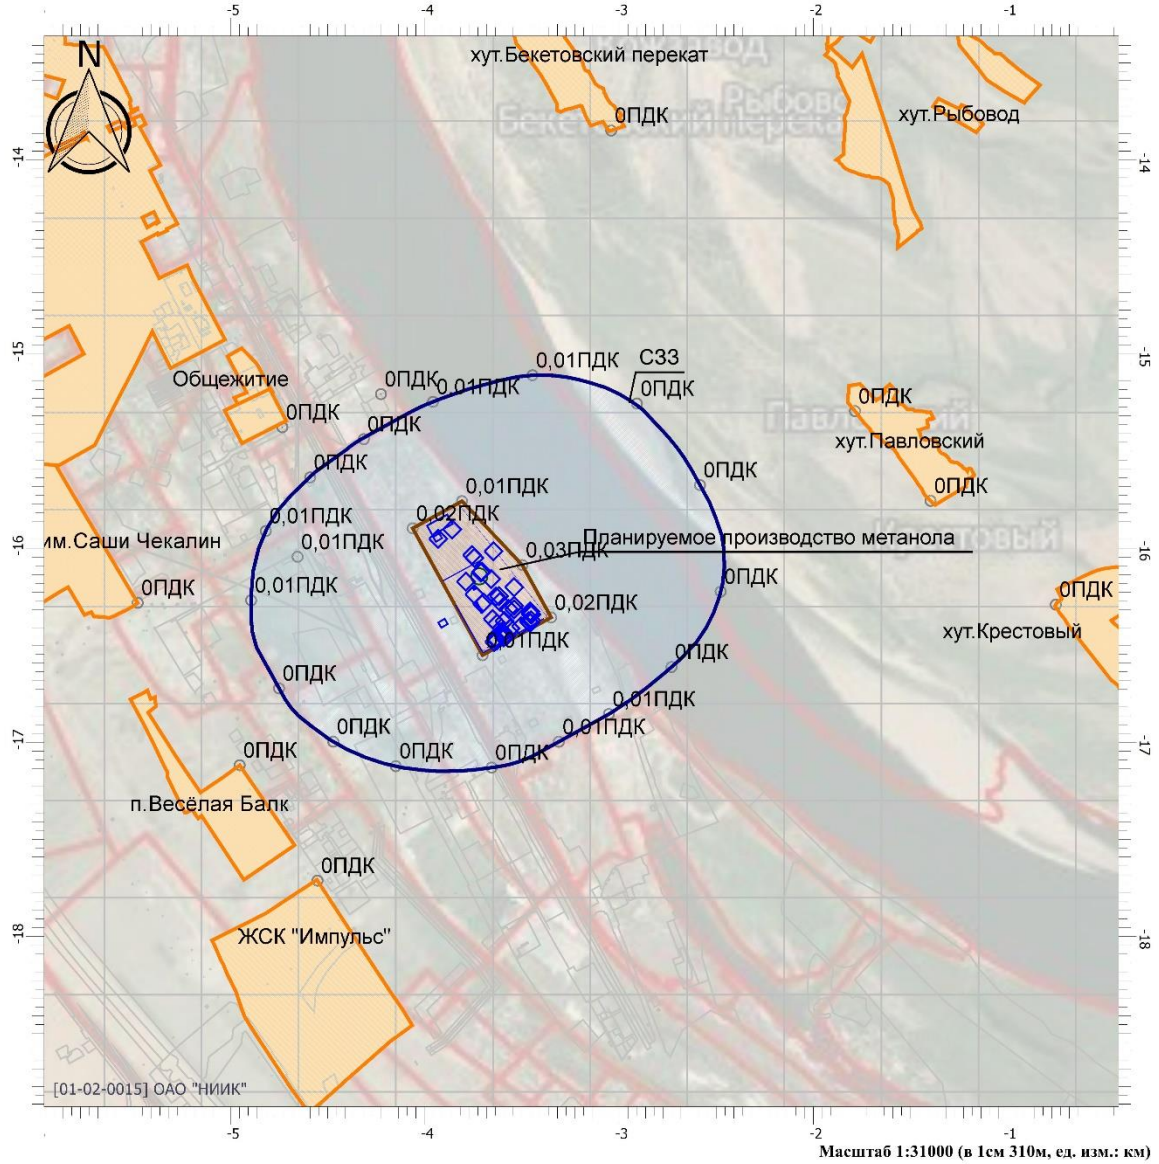 -5 -4 -3 -2 -1
N
хут.Бекетовский перекат
0ПДК
Рыбово
хут.Рыбовод
-14
-14
-15
-15
0,01ПДК
СЗЗ
Общежитие
0ПДК
0,01ПДК
0ПДК
0ПДК
0ПДК
0ПДК
Павловский
хут.Павловский
0ПДК
0ПДК
0ПДК
0,01ПДК
0,01ПДК
0,02ПДК
им.Саши Чекалин
0,01ПДК
0,03ПДК
Планируемое производство метанола
-16
-16
0ПДК
0,01ПДК
0,02ПДК
0ПДК
0ПДК
хут.Крестовый
0,01ПДК
0ПДК
0ПДК
0,01ПДК
0ПДК
0,01ПДК
0ПДК
0ПДК
0ПДК
-17
-17
п.Весёлая Балк
0ПДК
ЖСК "Импульс"
-18
-18
[01-02-0015] ОАО "НИИК"
-5 -4 -3 -2 -1
Масштаб 1:31000 (в 1см 310м, ед. изм.: км)